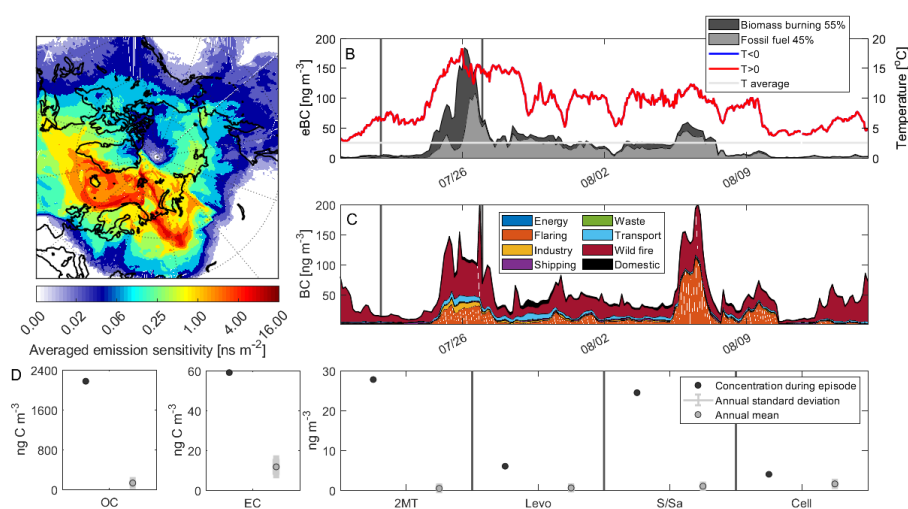 A
0.00 0.02 0.06 0.25 1.00 4.00 16.00
Averaged emission sensitivity [ng m⁻²]
B
eBC [ng m⁻³]
200
150
100
50
0
07/26 08/02 08/09
20
15
10
5
0
Temperature [°C]
Biomass burning 55%
Fossil fuel 45%
T<0
T>0
T average
C
BC [ng m⁻³]
200
150
100
50
07/26 08/02 08/09
Energy Waste
Flaring Transport
Industry Wild fire
Shipping Domestic
D
ng C m⁻³
2400
1600
800
0
OC
ng C m⁻³
60
40
20
0
EC
ng m⁻³
30
20
10
0
2MT Levo S/Sa Cell
Concentration during episode
Annual standard deviation
Annual mean